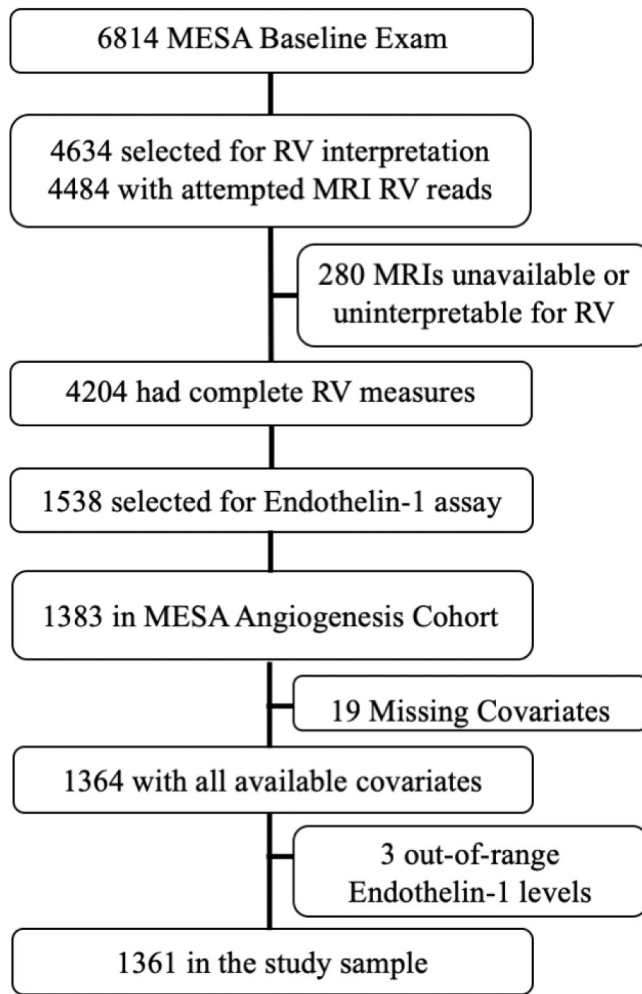 6814 MESA Baseline Exam
4634 selected for RV interpretation
4484 with attempted MRI RV reads
280 MRIs unavailable or
uninterpretable for RV
4204 had complete RV measures
1538 selected for Endothelin-1 assay
1383 in MESA Angiogenesis Cohort
19 Missing Covariates
1364 with all available covariates
3 out-of-range
Endothelin-1 levels
1361 in the study sample